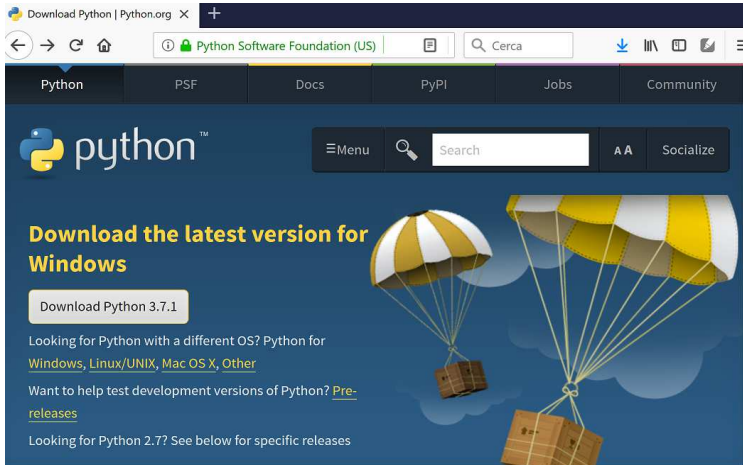 Download Python | Python.org
Python Software Foundation (US)
Cerca
Python PSF Docs PyPI Jobs Community
python™
Menu Search A A Socialize
Download the latest version for
Windows
Download Python 3.7.1
Looking for Python with a different OS? Python for
Windows, Linux/UNIX, Mac OS X, Other
Want to help test development versions of Python? Pre-
releases
Looking for Python 2.7? See below for specific releases